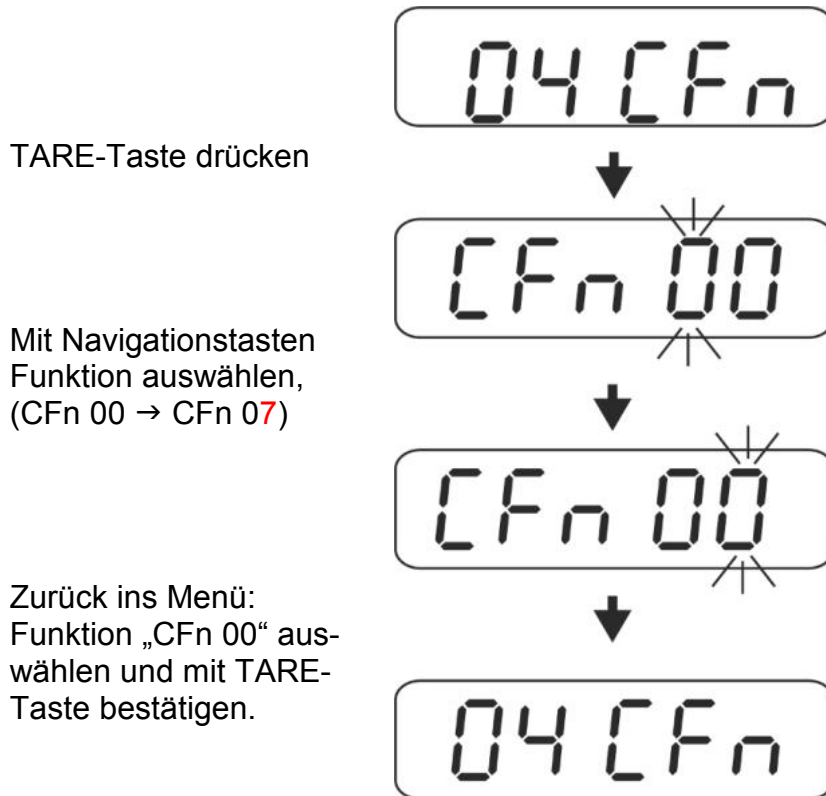 04 CFn
TARE-Taste drücken
CFn 00
Mit Navigationstasten
Funktion auswählen,
(CFn 00 → CFn 07)
CFn 00
Zurück ins Menü:
Funktion „CFn 00“ aus-
wählen und mit TARE-
Taste bestätigen.
04 CFn